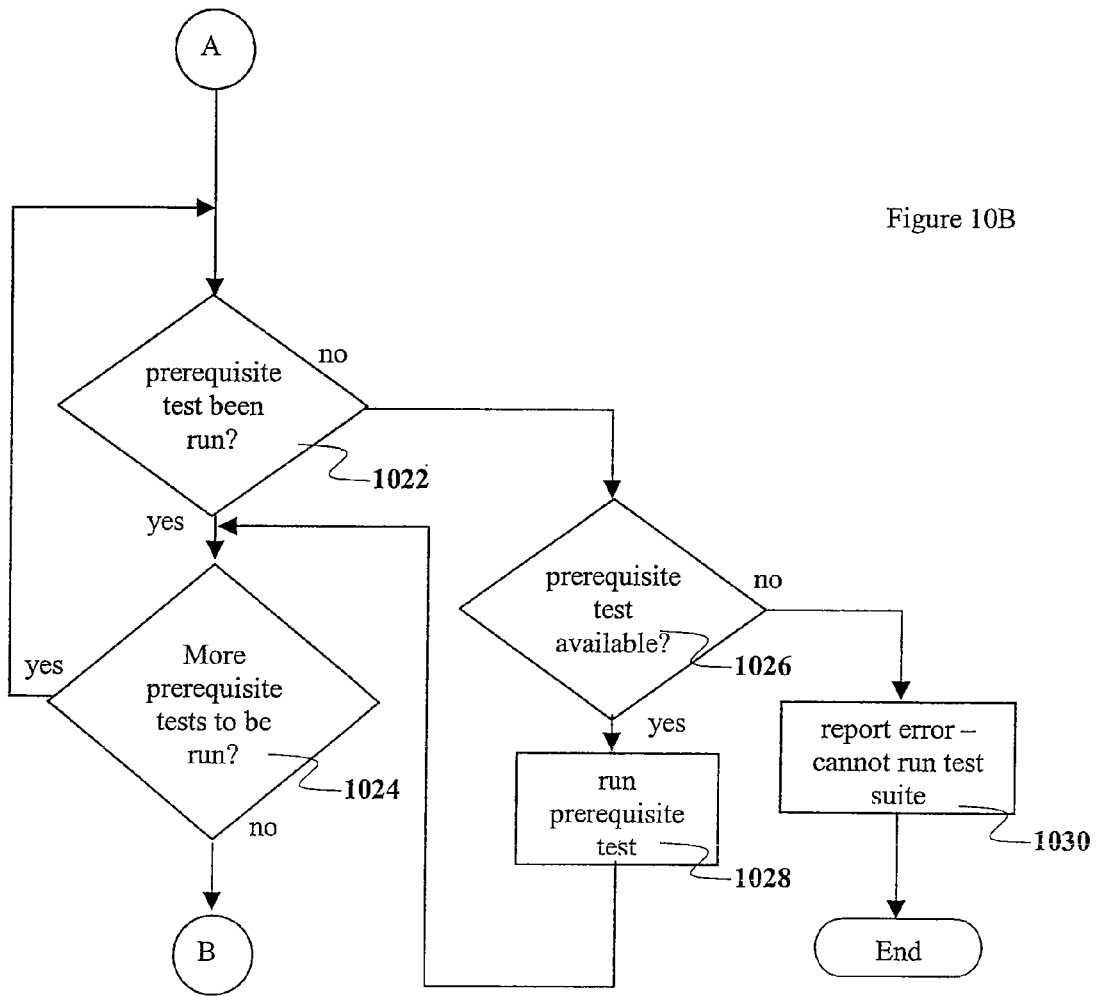 A
Figure 10B
no
prerequisite
test been
run?
1022
yes
prerequisite
test
available?
no
1026
yes
More
prerequisite
tests to be
run?
1024
no
yes
run
prerequisite
test
1028
report error –
cannot run test
suite
1030
B
End